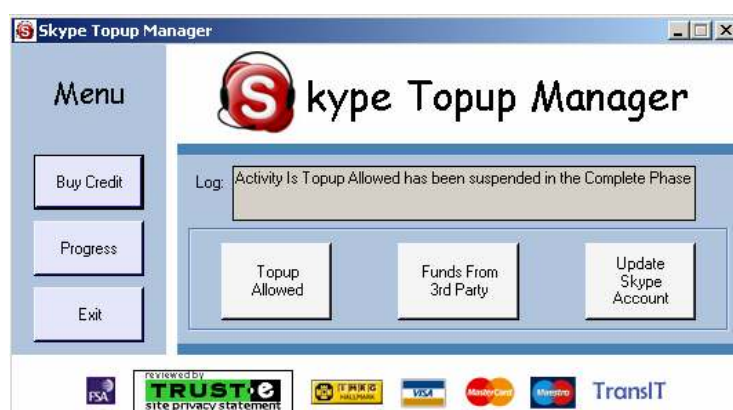 Skype Topup Manager
Menu
S kype Topup Manager
Buy Credit
Log: Activity Is Topup Allowed has been suspended in the Complete Phase
Progress
Topup
Allowed
Funds From
3rd Party
Update
Skype
Account
Exit
FSA
reviewed by
TRUST e
site privacy statement
HALLMARK
VISA
MasterCard
Maestro
TransIT